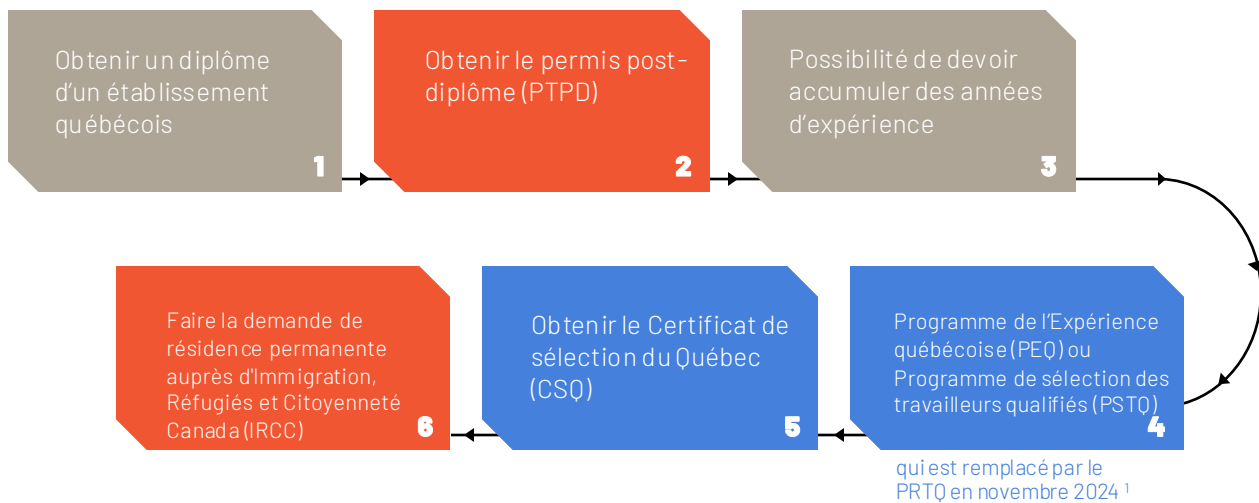 Obtenir un diplôme
d'un établissement
québécois
1
Obtenir le permis post-
diplôme (PTPD)
2
Possibilité de devoir
accumuler des années
d'expérience
3
Programme de l'Expérience
québécoise (PEQ) ou
Programme de sélection des
travailleurs qualifiés (PSTQ)
4
qui est remplacé par le
PRTQ en novembre 2024 ¹
Obtenir le Certificat de
sélection du Québec
(CSQ)
5
Faire la demande de
résidence permanente
auprès d'Immigration,
Réfugiés et Citoyenneté
Canada (IRCC)
6